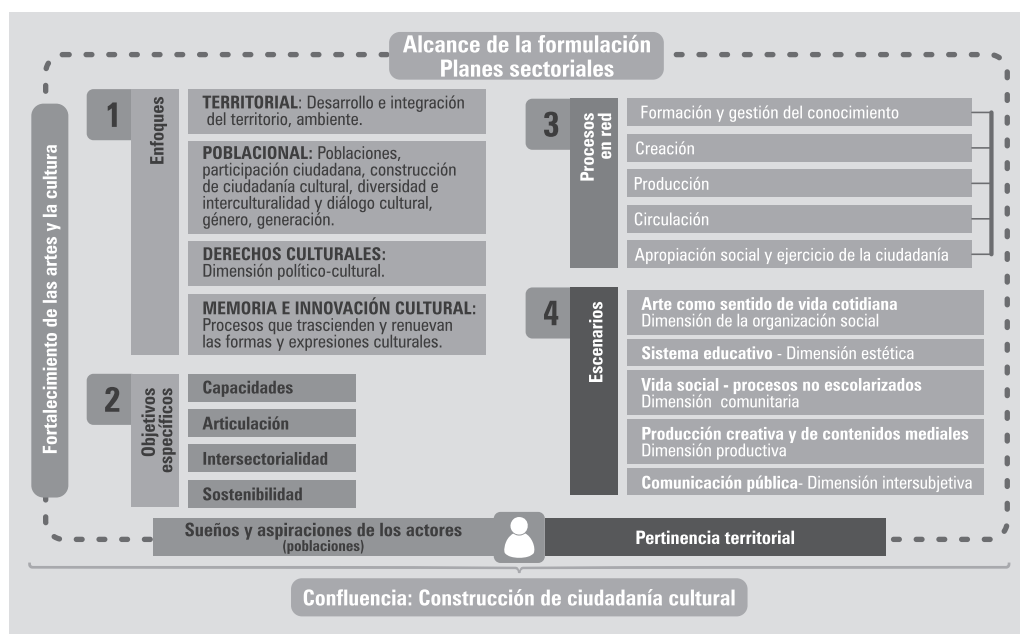 Alcance de la formulación
Planes sectoriales
Fortalecimiento de las artes y la cultura
1
Enfoques
TERRITORIAL: Desarrollo e integración
del territorio, ambiente.
POBLACIONAL: Poblaciones,
participación ciudadana, construcción
de ciudadanía cultural, diversidad e
interculturalidad y diálogo cultural,
género, generación.
DERECHOS CULTURALES:
Dimensión político-cultural.
MEMORIA E INNOVACIÓN CULTURAL:
Procesos que trascienden y renuevan
las formas y expresiones culturales.
2
Objetivos
específicos
Capacidades
Articulación
Intersectorialidad
Sostenibilidad
3
Procesos
en red
Formación y gestión del conocimiento
Creación
Producción
Circulación
Apropiación social y ejercicio de la ciudadanía
4
Escenarios
Arte como sentido de vida cotidiana
Dimensión de la organización social
Sistema educativo - Dimensión estética
Vida social - procesos no escolarizados
Dimensión comunitaria
Producción creativa y de contenidos mediales
Dimensión productiva
Comunicación pública- Dimensión intersubjetiva
Sueños y aspiraciones de los actores
(poblaciones)
Pertinencia territorial
Confluencia: Construcción de ciudadanía cultural